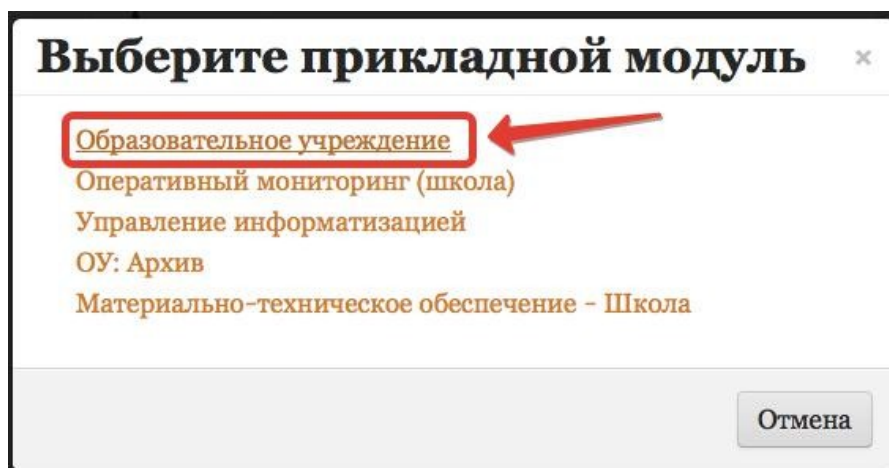 Выберите прикладной модуль ×
Образовательное учреждение
Оперативный мониторинг (школа)
Управление информатизацией
ОУ: Архив
Материально-техническое обеспечение - Школа
Отмена